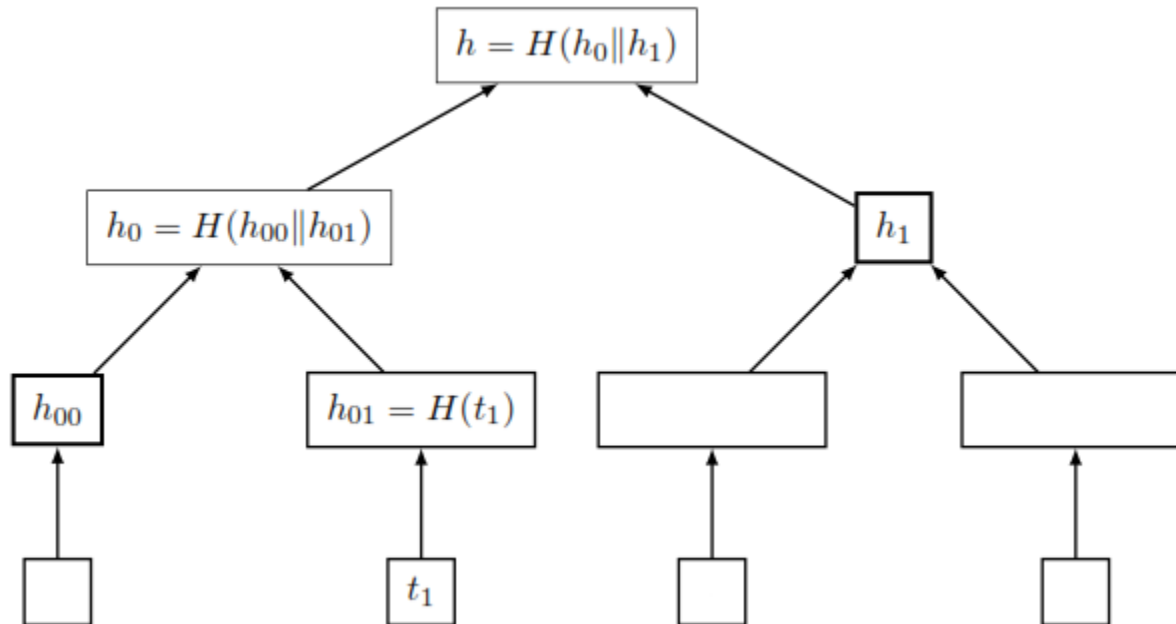 h = H(h₀‖h₁)
h₀ = H(h₀₀‖h₀₁)
h₁
h₀₀
h₀₁ = H(t₁)
t₁